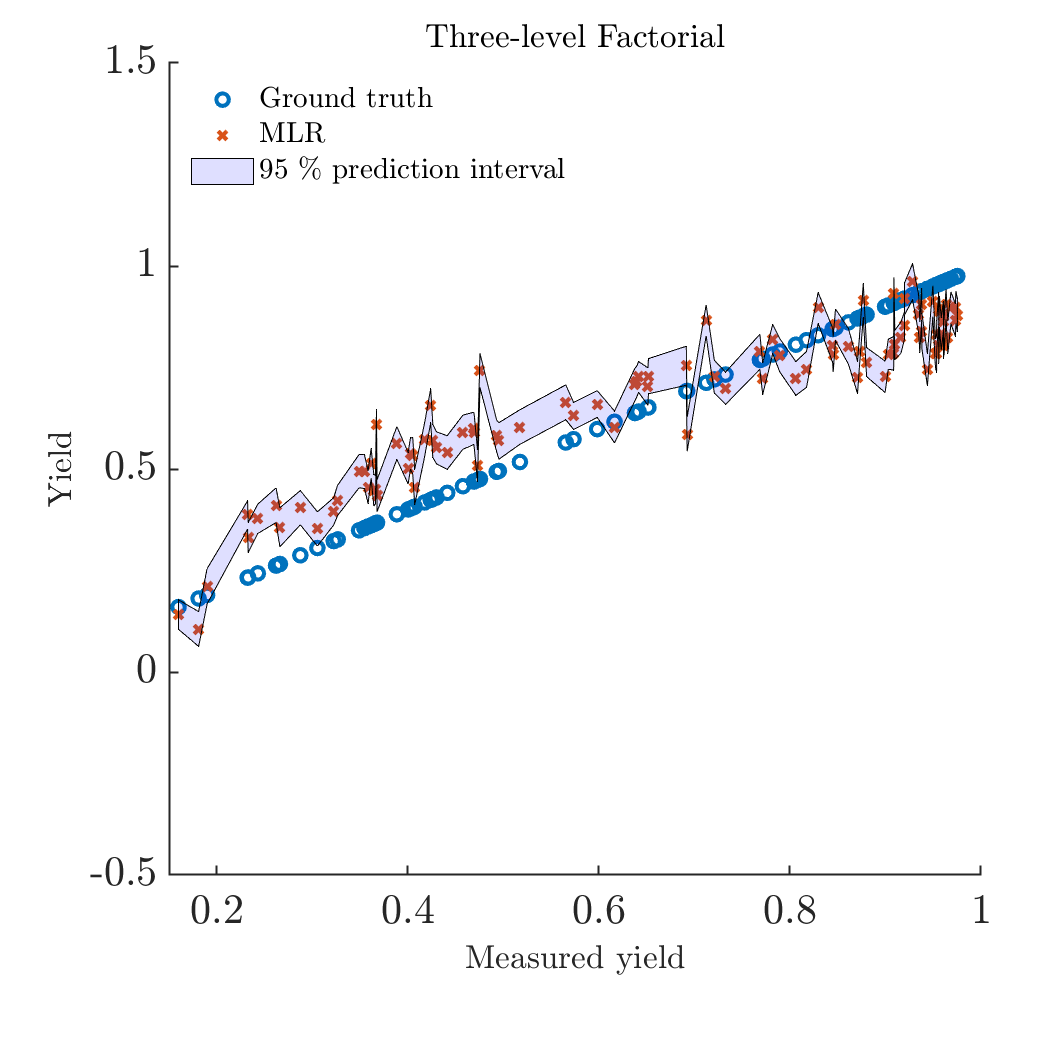 Three-level Factorial
1.5
Ground truth
MLR
95 % prediction interval
1
0.5
0
-0.5
Yield
0.2 0.4 0.6 0.8 1
Measured yield